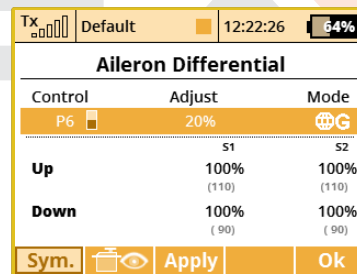 Tx Default 12:22:26 64%
Aileron Differential
Control Adjust Mode
P6 20% G
S1 S2
Up 100% 100%
(110) (110)
Down 100% 100%
( 90) ( 90)
Sym. Apply Ok